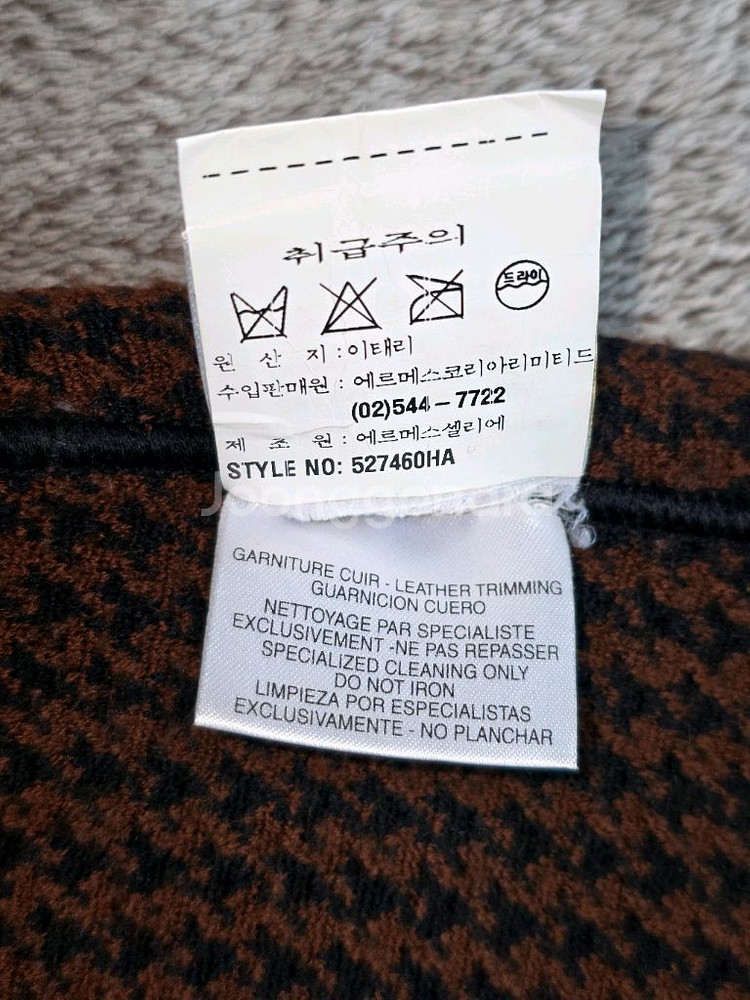 취급주의
드라이
원 산 지 : 이태리
수입판매원 : 에르메스코리아리미티드
(02)544-7722
제 조 원 : 에르메스셀리에
STYLE NO: 527460HA
GARNITURE CUIR - LEATHER TRIMMING
GUARNICION CUERO
NETTOYAGE PAR SPECIALISTE
EXCLUSIVEMENT -NE PAS REPASSER
SPECIALIZED CLEANING ONLY
DO NOT IRON
LIMPIEZA POR ESPECIALISTAS
EXCLUSIVAMENTE - NO PLANCHAR